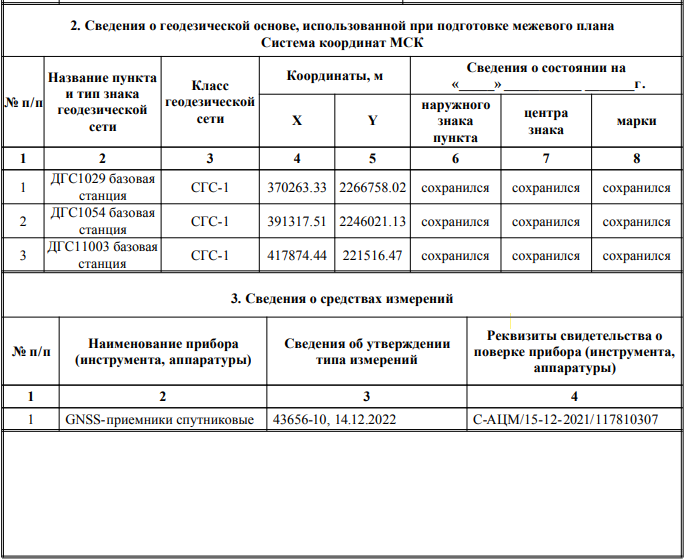 2. Сведения о геодезической основе, использованной при подготовке межевого плана
Система координат МСК
№ п/п
Название пункта
и тип знака
геодезической
сети
Класс
геодезической
сети
Координаты, м
Сведения о состоянии на
«_____» ___________ _______г.
X
Y
наружного
знака
пункта
центра
знака
марки
1 2 3 4 5 6 7 8
1 ДГС1029 базовая станция СГС-1 370263.33 2266758.02 сохранился сохранился сохранился
2 ДГС1054 базовая станция СГС-1 391317.51 2246021.13 сохранился сохранился сохранился
3 ДГС11003 базовая станция СГС-1 417874.44 221516.47 сохранился сохранился сохранился
3. Сведения о средствах измерений
№ п/п
Наименование прибора
(инструмента, аппаратуры)
Сведения об утверждении
типа измерений
Реквизиты свидетельства о
поверке прибора (инструмента,
аппаратуры)
1 2 3 4
1 GNSS-приемники спутниковые 43656-10, 14.12.2022 С-АЦМ/15-12-2021/117810307